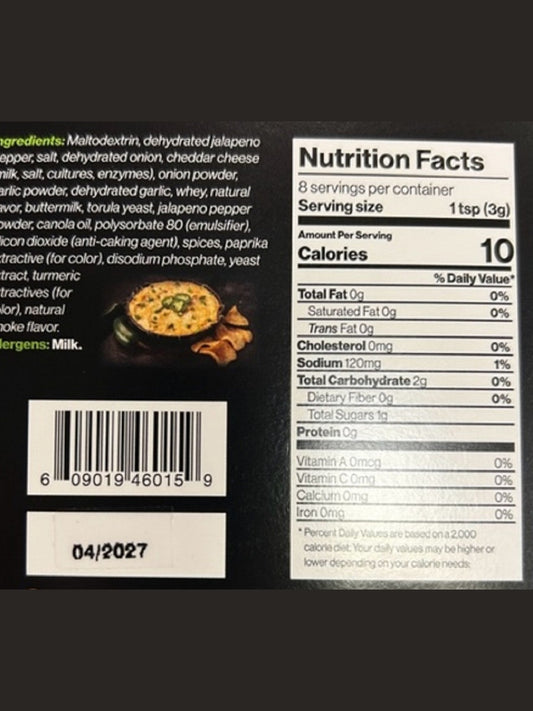 ngredients: Maltodextrin, dehydrated jalapeno
epper, salt, dehydrated onion, cheddar cheese
milk, salt, cultures, enzymes), onion powder,
arlic powder, dehydrated garlic, whey, natural
avor, buttermilk, torula yeast, jalapeno pepper
owder, canola oil, polysorbate 80 (emulsifier),
licon dioxide (anti-caking agent), spices, paprika
xtractive (for color), disodium phosphate, yeast
xtract, turmeric
xtractives (for
olor), natural
moke flavor.
lergens: Milk.
6 09019 46015 9
04/2027
Nutrition Facts
8 servings per container
Serving size 1 tsp (3g)
Amount Per Serving
Calories 10
% Daily Value*
Total Fat 0g 0%
Saturated Fat 0g 0%
Trans Fat 0g
Cholesterol 0mg 0%
Sodium 120mg 1%
Total Carbohydrate 2g 0%
Dietary Fiber 0g 0%
Total Sugars 1g
Protein 0g
Vitamin A 0mcg 0%
Vitamin C 0mg 0%
Calcium 0mg 0%
Iron 0mg 0%
* Percent Daily Values are based on a 2,000
calorie diet. Your daily values may be higher or
lower depending on your calorie needs: